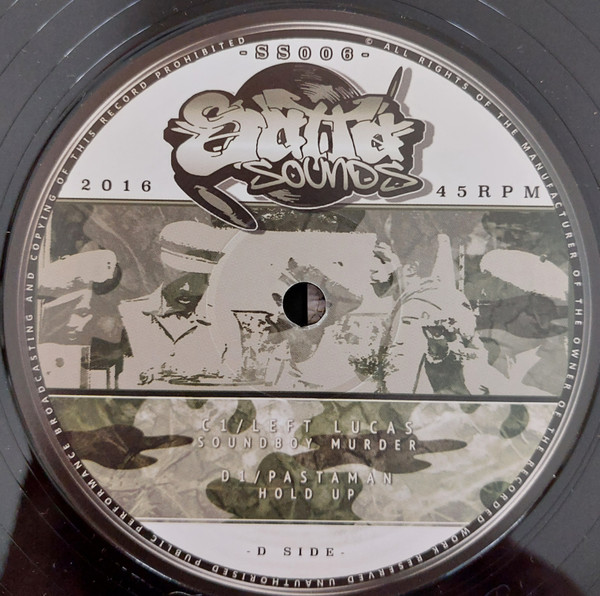 -SS006-
© ALL RIGHTS OF THE MANUFACTURER OF THE OWNER OF THE RECORDED WORK RESERVED UNAUTHORISED PUBLIC PERFORMANCE BROADCASTING AND COPYING OF THIS RECORD PROHIBITED
Satta
SOUNDS
2016
45RPM
C1/LEFT LUCAS
SOUNDBOY MURDER
D1/PASTAMAN
HOLD UP
-D SIDE-